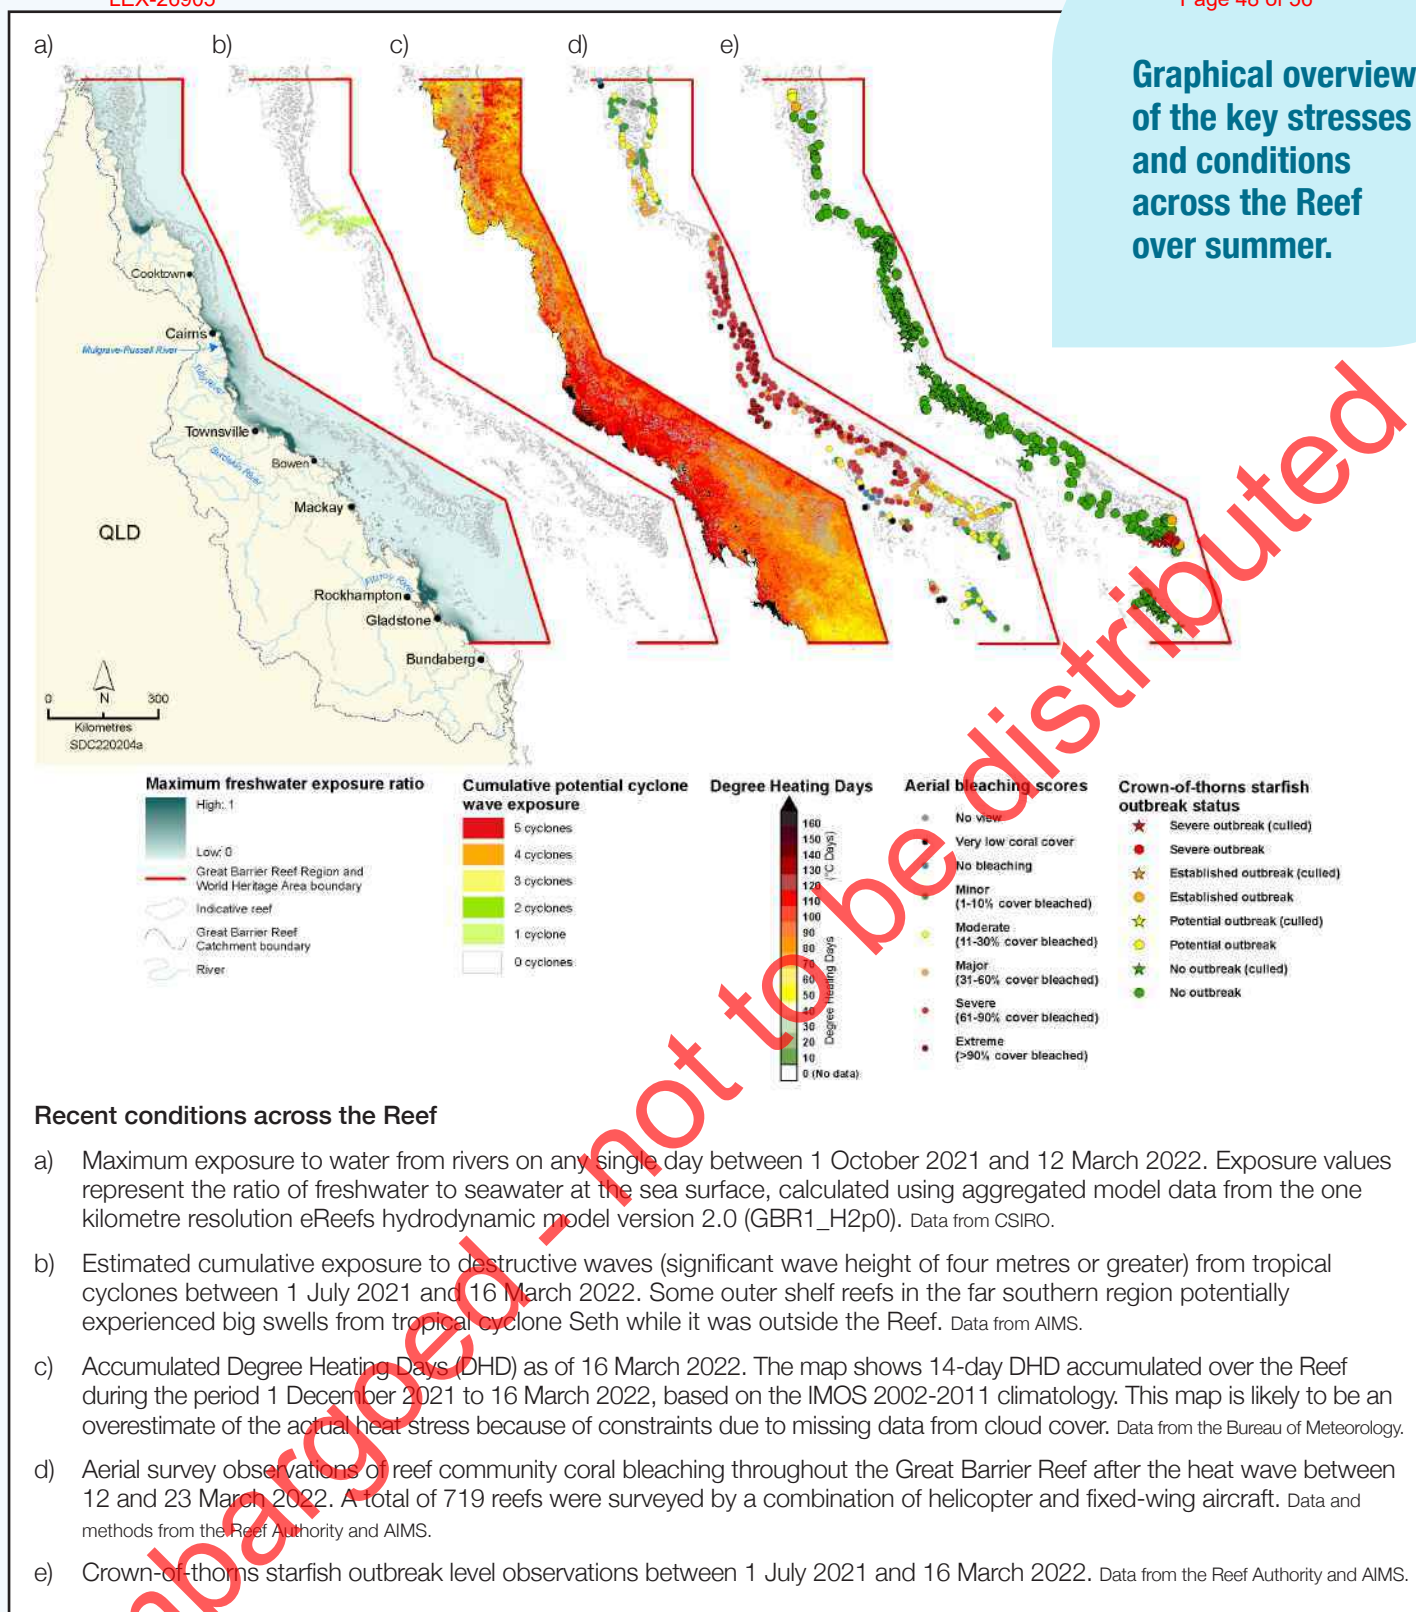 LEX-26905
Page 48 of 56
Graphical overview
of the key stresses
and conditions
across the Reef
over summer.
a)
b)
c)
d)
e)
Cooktown
Cairns
Mulgrave-Russell River
Tully River
Townsville
Burdekin River
Bowen
Mackay
QLD
Fitzroy River
Rockhampton
Gladstone
Bundaberg
N
0 300
Kilometres
SDC220204a
Maximum freshwater exposure ratio
High: 1
Low: 0
Great Barrier Reef Region and
World Heritage Area boundary
Indicative reef
Great Barrier Reef
Catchment boundary
River
Cumulative potential cyclone
wave exposure
5 cyclones
4 cyclones
3 cyclones
2 cyclones
1 cyclone
0 cyclones
Degree Heating Days
160
150
140
130
120
110
100
90
80
70
60
50
40
30
20
10
0 (No data)
(°C Days)
Degree Heating Days
Aerial bleaching scores
No view
Very low coral cover
No bleaching
Minor
(1-10% cover bleached)
Moderate
(11-30% cover bleached)
Major
(31-60% cover bleached)
Severe
(61-90% cover bleached)
Extreme
(>90% cover bleached)
Crown-of-thorns starfish
outbreak status
Severe outbreak (culled)
Severe outbreak
Established outbreak (culled)
Established outbreak
Potential outbreak (culled)
Potential outbreak
No outbreak (culled)
No outbreak
Recent conditions across the Reef
a) Maximum exposure to water from rivers on any single day between 1 October 2021 and 12 March 2022. Exposure values
represent the ratio of freshwater to seawater at the sea surface, calculated using aggregated model data from the one
kilometre resolution eReefs hydrodynamic model version 2.0 (GBR1_H2p0). Data from CSIRO.
b) Estimated cumulative exposure to destructive waves (significant wave height of four metres or greater) from tropical
cyclones between 1 July 2021 and 16 March 2022. Some outer shelf reefs in the far southern region potentially
experienced big swells from tropical cyclone Seth while it was outside the Reef. Data from AIMS.
c) Accumulated Degree Heating Days (DHD) as of 16 March 2022. The map shows 14-day DHD accumulated over the Reef
during the period 1 December 2021 to 16 March 2022, based on the IMOS 2002-2011 climatology. This map is likely to be an
overestimate of the actual heat stress because of constraints due to missing data from cloud cover. Data from the Bureau of Meteorology.
d) Aerial survey observations of reef community coral bleaching throughout the Great Barrier Reef after the heat wave between
12 and 23 March 2022. A total of 719 reefs were surveyed by a combination of helicopter and fixed-wing aircraft. Data and
methods from the Reef Authority and AIMS.
e) Crown-of-thorns starfish outbreak level observations between 1 July 2021 and 16 March 2022. Data from the Reef Authority and AIMS.
mbargoed - not to be distributed